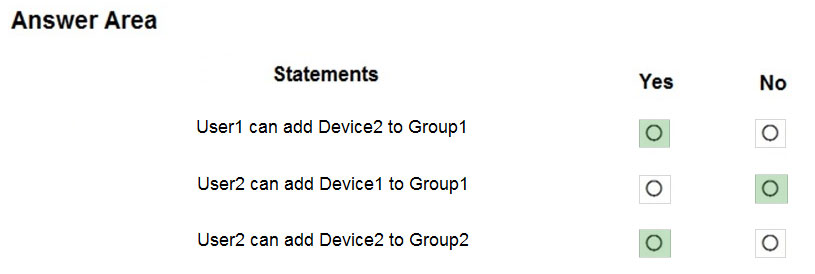 Answer Area
Statements Yes No
User1 can add Device2 to Group1
User2 can add Device1 to Group1
User2 can add Device2 to Group2